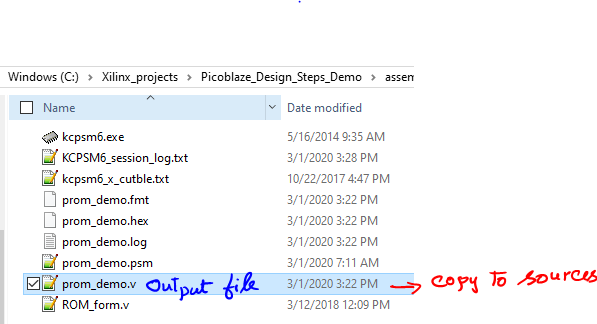 Windows (C:) > Xilinx_projects > Picoblaze_Design_Steps_Demo > assem
Name Date modified
kcpsm6.exe 5/16/2014 9:35 AM
KCPSM6_session_log.txt 3/1/2020 3:28 PM
kcpsm6_x_cutble.txt 10/22/2017 4:47 PM
prom_demo.fmt 3/1/2020 3:22 PM
prom_demo.hex 3/1/2020 3:22 PM
prom_demo.log 3/1/2020 3:22 PM
prom_demo.psm 3/1/2020 7:11 AM
prom_demo.v output file 3/1/2020 3:22 PM → copy to sources
ROM_form.v 3/12/2018 12:09 PM